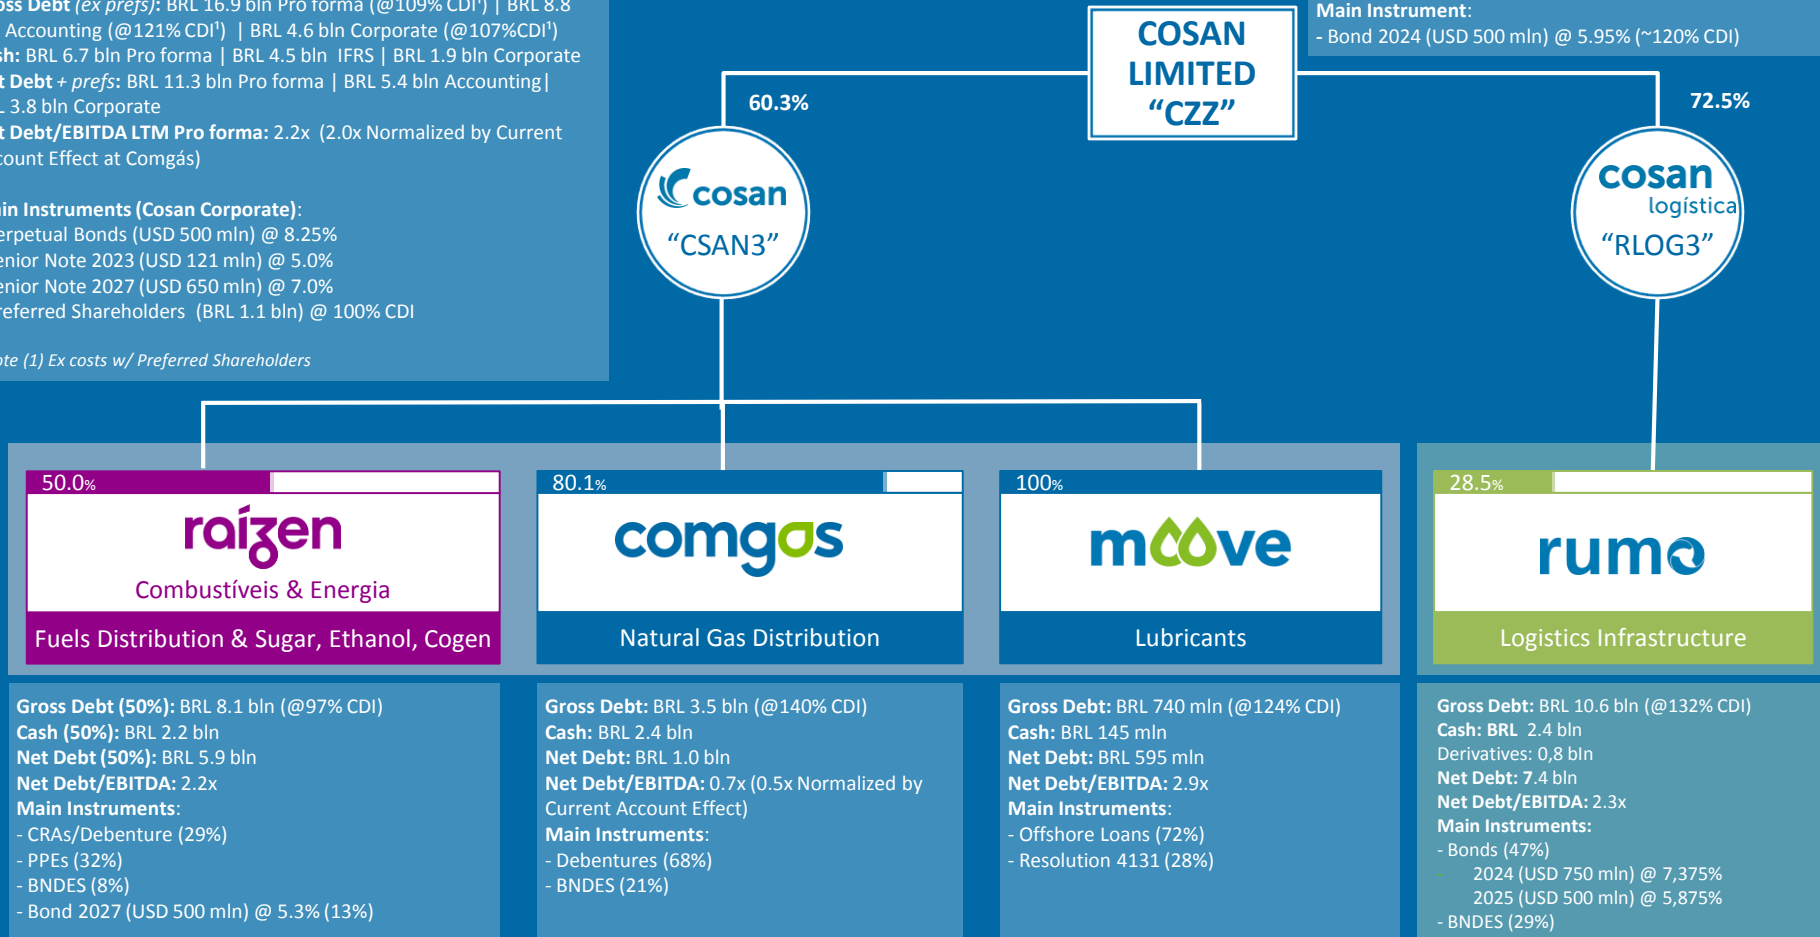 BRL 16.9 bln Pro forma (@109% CDI¹) | BRL 8.8
Accounting (@121% CDI¹) | BRL 4.6 bln Corporate (@107%CDI¹)
BRL 6.7 bln Pro forma | BRL 4.5 bln IFRS | BRL 1.9 bln Corporate
Debt + prefs: BRL 11.3 bln Pro forma | BRL 5.4 bln Accounting|
3.8 bln Corporate
Debt/EBITDA LTM Pro forma: 2.2x (2.0x Normalized by Current
Effect at Comgás)
Instruments (Cosan Corporate):
Bonds (USD 500 mln) @ 8.25%
Note 2023 (USD 121 mln) @ 5.0%
Note 2027 (USD 650 mln) @ 7.0%
Shareholders (BRL 1.1 bln) @ 100% CDI
(1) Ex costs w/ Preferred Shareholders
COSAN
LIMITED
“CZZ”
Main Instrument:
- Bond 2024 (USD 500 mln) @ 5.95% (~120% CDI)
60.3%
72.5%
cosan
“CSAN3”
cosan
logística
“RLOG3”
50.0%
raízen
Combustíveis & Energia
Fuels Distribution & Sugar, Ethanol, Cogen
80.1%
comgas
Natural Gas Distribution
100%
moove
Lubricants
28.5%
rumo
Logistics Infrastructure
Gross Debt (50%): BRL 8.1 bln (@97% CDI)
Cash (50%): BRL 2.2 bln
Net Debt (50%): BRL 5.9 bln
Net Debt/EBITDA: 2.2x
Main Instruments:
- CRAs/Debenture (29%)
- PPEs (32%)
- BNDES (8%)
- Bond 2027 (USD 500 mln) @ 5.3% (13%)
Gross Debt: BRL 3.5 bln (@140% CDI)
Cash: BRL 2.4 bln
Net Debt: BRL 1.0 bln
Net Debt/EBITDA: 0.7x (0.5x Normalized by
Current Account Effect)
Main Instruments:
- Debentures (68%)
- BNDES (21%)
Gross Debt: BRL 740 mln (@124% CDI)
Cash: BRL 145 mln
Net Debt: BRL 595 mln
Net Debt/EBITDA: 2.9x
Main Instruments:
- Offshore Loans (72%)
- Resolution 4131 (28%)
Gross Debt: BRL 10.6 bln (@132% CDI)
Cash: BRL 2.4 bln
Derivatives: 0,8 bln
Net Debt: 7.4 bln
Net Debt/EBITDA: 2.3x
Main Instruments:
- Bonds (47%)
- 2024 (USD 750 mln) @ 7,375%
2025 (USD 500 mln) @ 5,875%
- BNDES (29%)